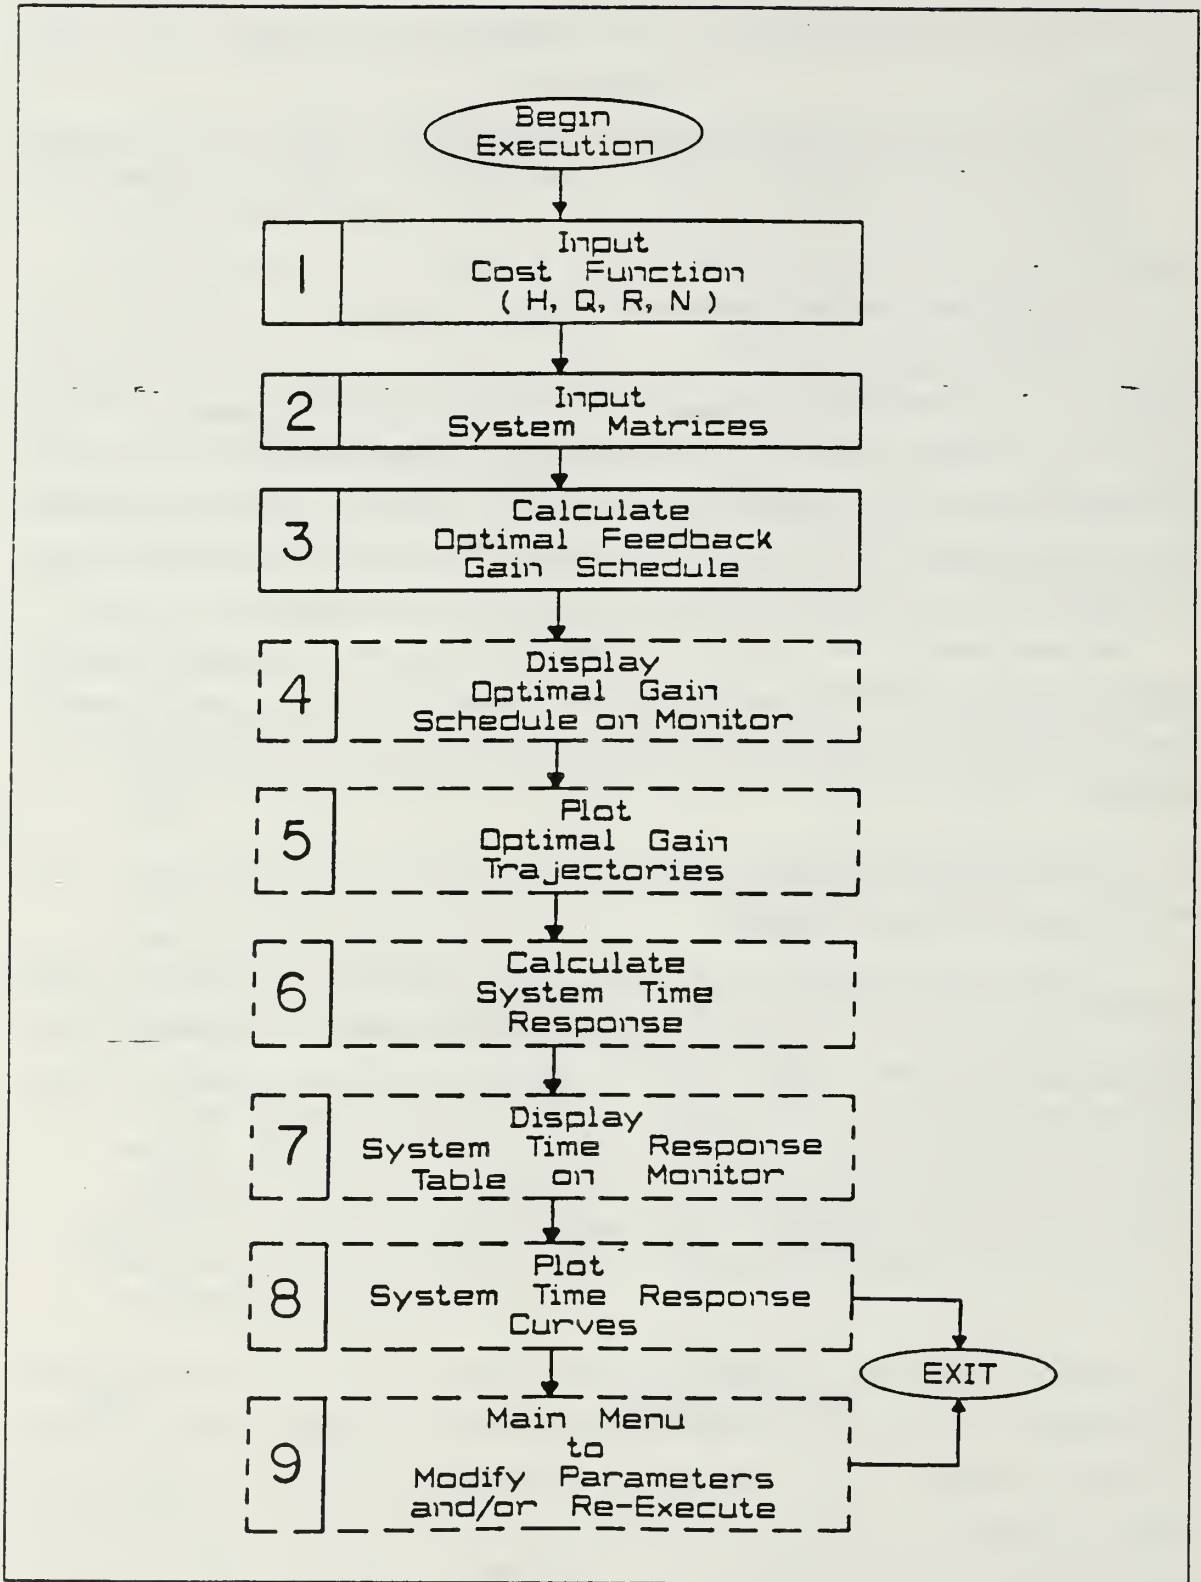 Begin
Execution
1
Input
Cost Function
( H, Q, R, N )
2
Input
System Matrices
3
Calculate
Optimal Feedback
Gain Schedule
4
Display
Optimal Gain
Schedule on Monitor
5
Plot
Optimal Gain
Trajectories
6
Calculate
System Time
Response
7
Display
System Time Response
Table on Monitor
8
Plot
System Time Response
Curves
EXIT
9
Main Menu
to
Modify Parameters
and/or Re-Execute